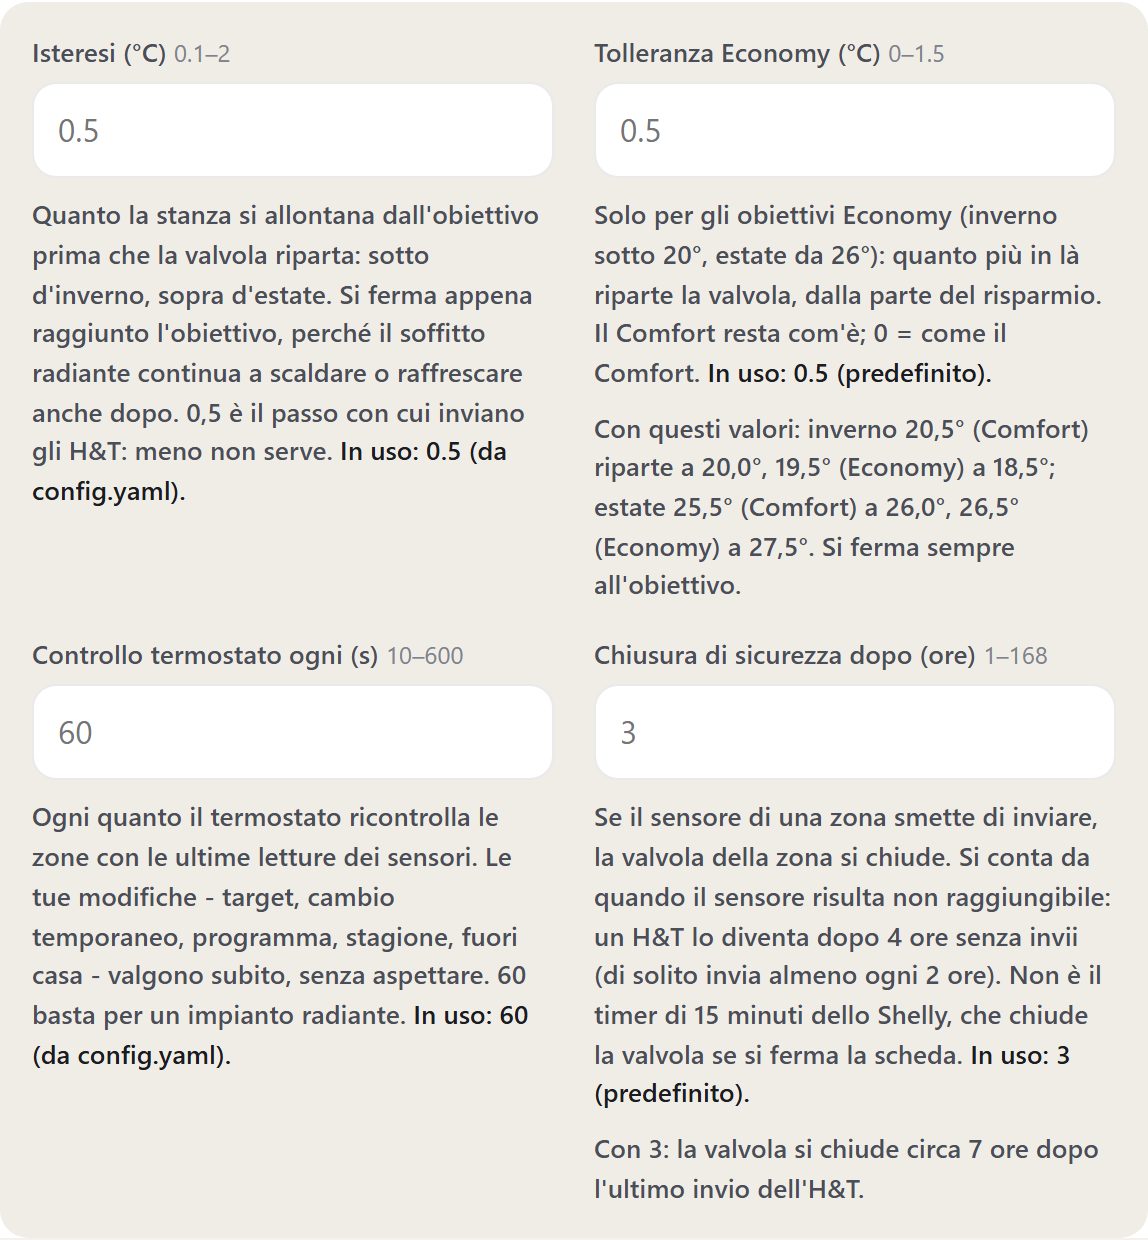 Isteresi (°C) 0.1–2
0.5
Quanto la stanza si allontana dall'obiettivo
prima che la valvola riparta: sotto
d'inverno, sopra d'estate. Si ferma appena
raggiunto l'obiettivo, perché il soffitto
radiante continua a scaldare o raffrescare
anche dopo. 0,5 è il passo con cui inviano
gli H&T: meno non serve. In uso: 0.5 (da
config.yaml).
Tolleranza Economy (°C) 0–1.5
0.5
Solo per gli obiettivi Economy (inverno
sotto 20°, estate da 26°): quanto più in là
riparte la valvola, dalla parte del risparmio.
Il Comfort resta com'è; 0 = come il
Comfort. In uso: 0.5 (predefinito).
Con questi valori: inverno 20,5° (Comfort)
riparte a 20,0°, 19,5° (Economy) a 18,5°;
estate 25,5° (Comfort) a 26,0°, 26,5°
(Economy) a 27,5°. Si ferma sempre
all'obiettivo.
Controllo termostato ogni (s) 10–600
60
Ogni quanto il termostato ricontrolla le
zone con le ultime letture dei sensori. Le
tue modifiche - target, cambio
temporaneo, programma, stagione, fuori
casa - valgono subito, senza aspettare. 60
basta per un impianto radiante. In uso: 60
(da config.yaml).
Chiusura di sicurezza dopo (ore) 1–168
3
Se il sensore di una zona smette di inviare,
la valvola della zona si chiude. Si conta da
quando il sensore risulta non raggiungibile:
un H&T lo diventa dopo 4 ore senza invii
(di solito invia almeno ogni 2 ore). Non è il
timer di 15 minuti dello Shelly, che chiude
la valvola se si ferma la scheda. In uso: 3
(predefinito).
Con 3: la valvola si chiude circa 7 ore dopo
l'ultimo invio dell'H&T.